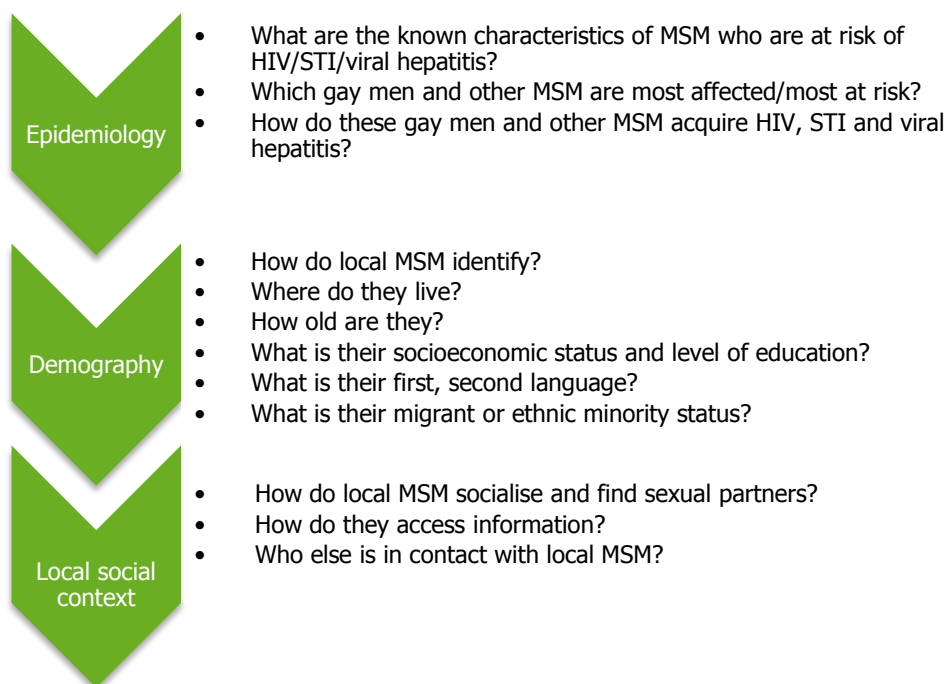 Epidemiology
• What are the known characteristics of MSM who are at risk of
HIV/STI/viral hepatitis?
• Which gay men and other MSM are most affected/most at risk?
• How do these gay men and other MSM acquire HIV, STI and viral
hepatitis?
Demography
• How do local MSM identify?
• Where do they live?
• How old are they?
• What is their socioeconomic status and level of education?
• What is their first, second language?
• What is their migrant or ethnic minority status?
Local social
context
• How do local MSM socialise and find sexual partners?
• How do they access information?
• Who else is in contact with local MSM?